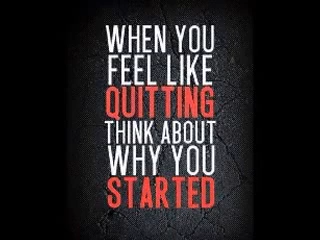 WHEN YOU
FEEL LIKE
QUITTING
THINK ABOUT
WHY YOU
STARTED